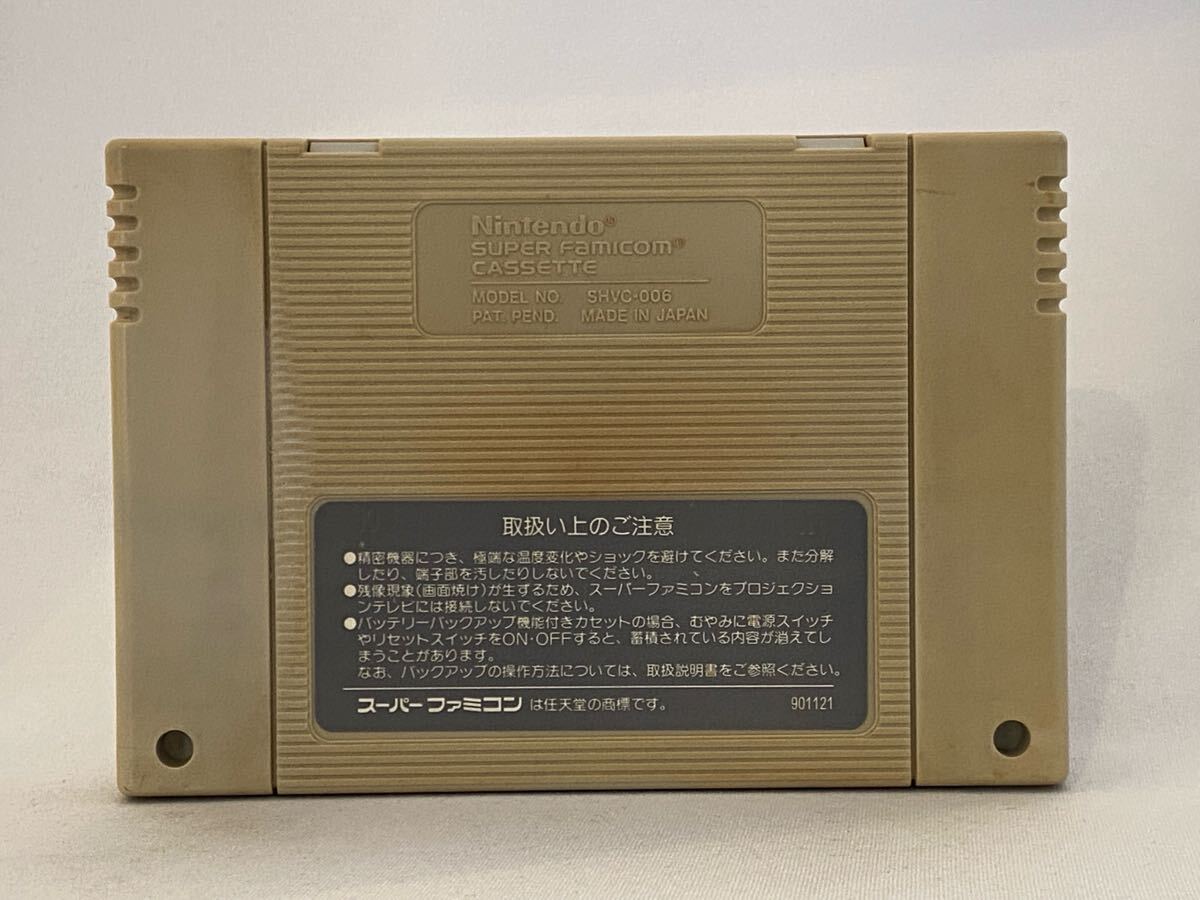 Nintendo®
SUPER FAMICOM®
CASSETTE
MODEL NO. SHVC-006
PAT. PEND. MADE IN JAPAN
取扱い上のご注意
●精密機器につき、極端な温度変化やショックを避けてください。また分解
したり、端子部を汚したりしないでください。
●残像現象(画面焼け)が生ずるため、スーパーファミコンをプロジェクショ
ンテレビには接続しないでください。
●バッテリーバックアップ機能付きカセットの場合、むやみに電源スイッチ
やリセットスイッチをON・OFFすると、蓄積されている内容が消えてし
まうことがあります。
なお、バックアップの操作方法については、取扱説明書をご参照ください。
スーパーファミコン は任天堂の商標です。 901121